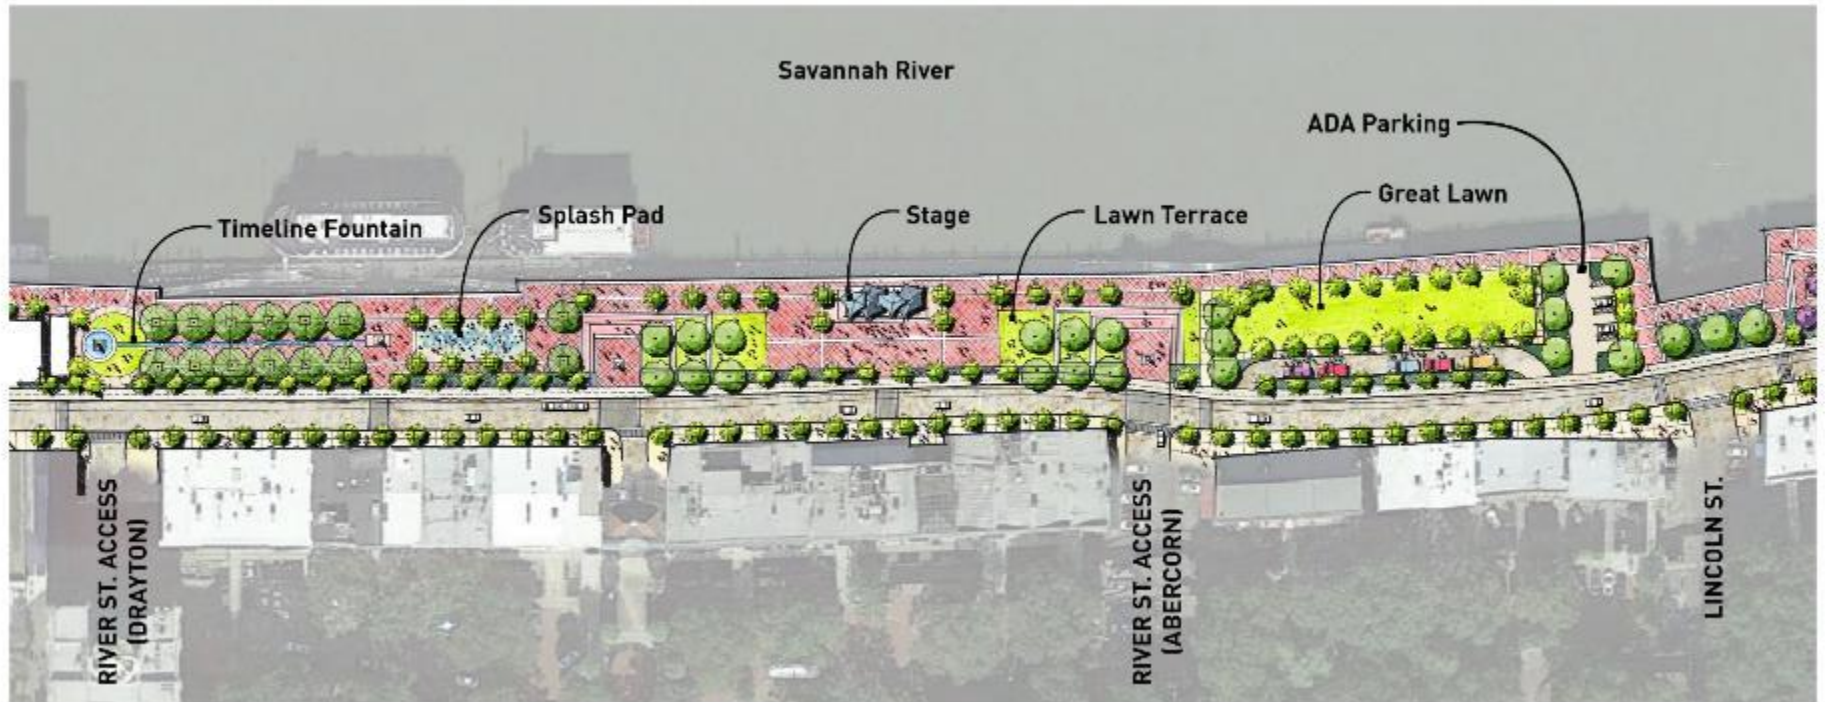 Savannah River
ADA Parking
Great Lawn
Timeline Fountain
Splash Pad
Stage
Lawn Terrace
RIVER ST. ACCESS
(DRAYTON)
RIVER ST. ACCESS
(ABERCORN)
LINCOLN ST.